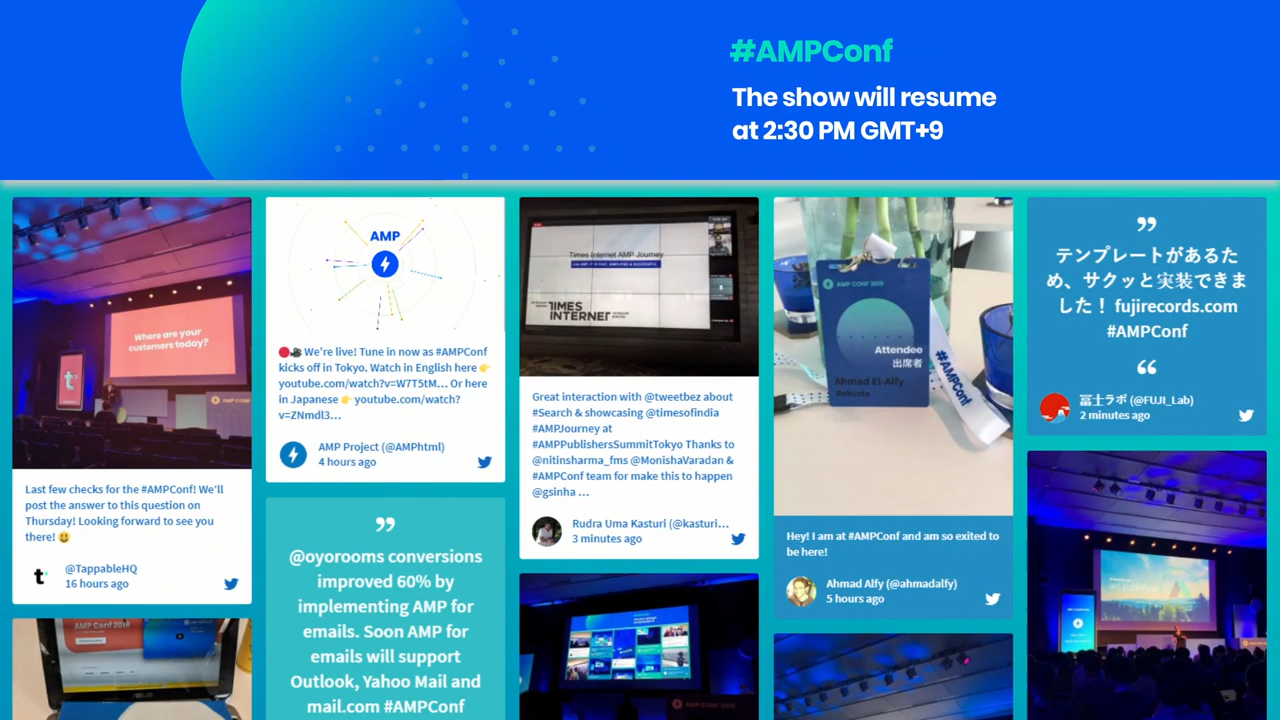 #AMPConf
The show will resume
at 2:30 PM GMT+9
Where are your
customers today?
t
AMP CONF
Last few checks for the #AMPConf! We'll
post the answer to this question on
Thursday! Looking forward to see you
there! 😃
t
@TappableHQ
16 hours ago
AMP Conf 2019
ASUS
AMP
🔴🎥 We're live! Tune in now as #AMPConf
kicks off in Tokyo. Watch in English here 👉
youtube.com/watch?v=W7T5tM… Or here
in Japanese 👉 youtube.com/watch?
v=ZNmdl3…
AMP Project (@AMPhtml)
4 hours ago
”
@oyorooms conversions
improved 60% by
implementing AMP for
emails. Soon AMP for
emails will support
Outlook, Yahoo Mail and
mail.com #AMPConf
Times Internet AMP Journey
TIMES
INTERNET
Great interaction with @tweetbez about
#Search & showcasing @timesofindia
#AMPJourney at
#AMPPublishersSummitTokyo Thanks to
@nitinsharma_fms @MonishaVaradan &
#AMPConf team for make this to happen
@gsinha …
Rudra Uma Kasturi (@kasturi…
3 minutes ago
AMP CONF 2019
AMP CONF 2019
Attendee
出席者
Ahmad El-Alfy
Robusta
#AMPConf
Hey! I am at #AMPConf and am so exited to
be here!
Ahmad Alfy (@ahmadalfy)
5 hours ago
”
テンプレートがあるた
め、サクッと実装できま
した！ fujirecords.com
#AMPConf
“
冨士ラボ (@FUJI_Lab)
2 minutes ago